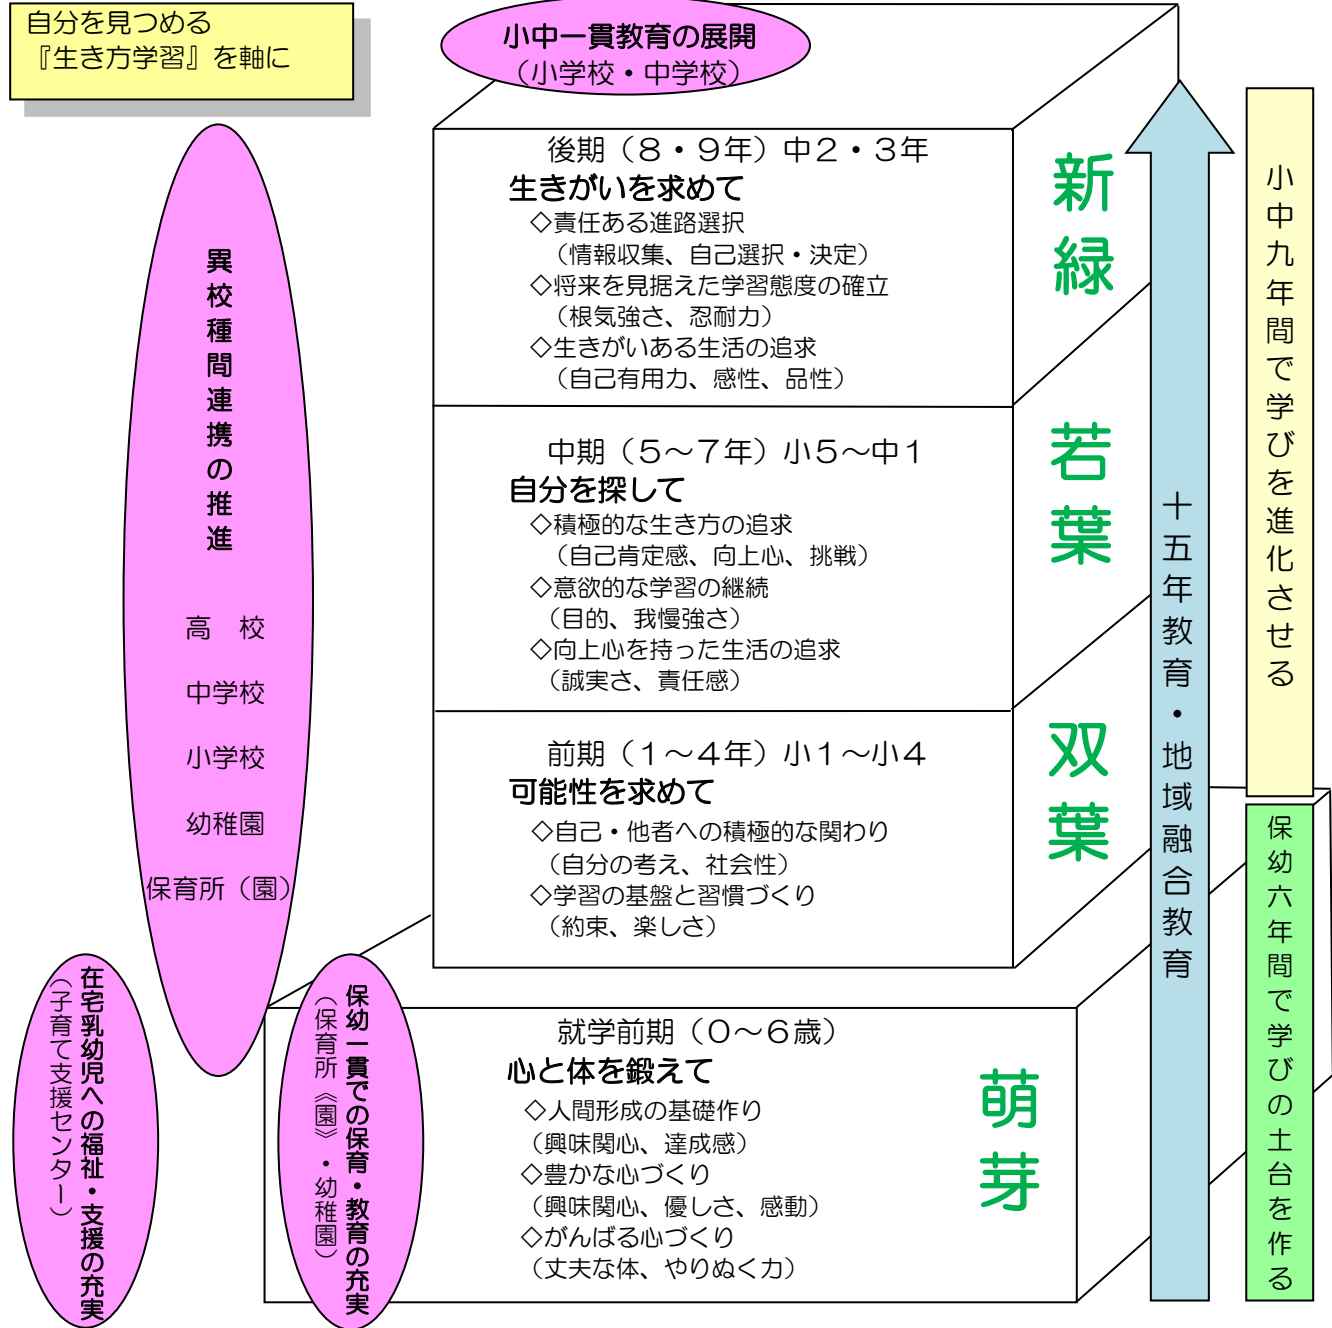 自分を見つめる
『生き方学習』を軸に
小中一貫教育の展開
（小学校・中学校）
後期（８・９年）中２・３年
生きがいを求めて
◇責任ある進路選択
（情報収集、自己選択・決定）
◇将来を見据えた学習態度の確立
（根気強さ、忍耐力）
◇生きがいある生活の追求
（自己有用力、感性、品性）
新緑
中期（５～７年）小５～中１
自分を探して
◇積極的な生き方の追求
（自己肯定感、向上心、挑戦）
◇意欲的な学習の継続
（目的、我慢強さ）
◇向上心を持った生活の追求
（誠実さ、責任感）
若葉
前期（１～４年）小１～小４
可能性を求めて
◇自己・他者への積極的な関わり
（自分の考え、社会性）
◇学習の基盤と習慣づくり
（約束、楽しさ）
双葉
就学前期（０～６歳）
心と体を鍛えて
◇人間形成の基礎作り
（興味関心、達成感）
◇豊かな心づくり
（興味関心、優しさ、感動）
◇がんばる心づくり
（丈夫な体、やりぬく力）
萌芽
異校種間連携の推進
高　校
中学校
小学校
幼稚園
保育所（園）
在宅乳幼児への福祉・支援の充実
（子育て支援センター）
保幼一貫での保育・教育の充実
（保育所《園》・幼稚園）
十五年教育・地域融合教育
小中九年間で学びを進化させる
保幼六年間で学びの土台を作る